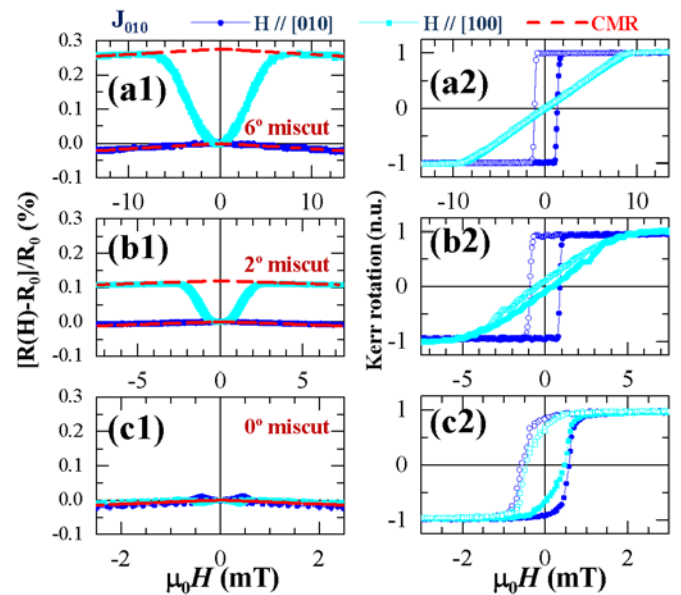 J010 H // [010] H // [100] CMR
0.3
0.2
0.1
0.0
-0.1
(a1)
6° miscut
-10 0 10
1
0
-1
(a2)
-10 0 10
0.3
0.2
0.1
0.0
-0.1
(b1)
2° miscut
-5 0 5
1
0
-1
(b2)
-5 0 5
0.3
0.2
0.1
0.0
-0.1
(c1)
0° miscut
-2 0 2
1
0
-1
(c2)
-2 0 2
[R(H)-R0]/R0 (%)
Kerr rotation (n.u.)
μ0H (mT)
μ0H (mT)